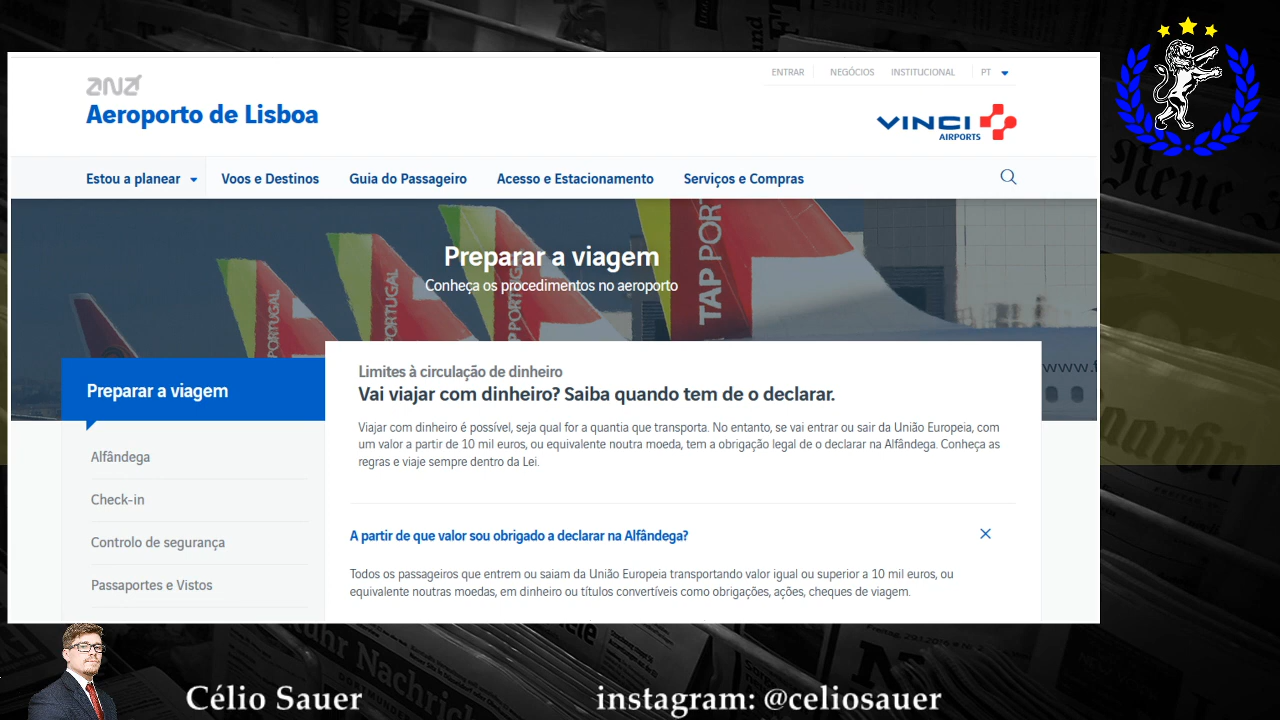 ana
Aeroporto de Lisboa
ENTRAR
NEGÓCIOS
INSTITUCIONAL
PT
VINCI
AIRPORTS
Estou a planear
Voos e Destinos
Guia do Passageiro
Acesso e Estacionamento
Serviços e Compras
Preparar a viagem
Conheça os procedimentos no aeroporto
PORTUGAL
PORTUGAL
PORTUGAL
TAP POR
www.
Preparar a viagem
Alfândega
Check-in
Controlo de segurança
Passaportes e Vistos
Limites à circulação de dinheiro
Vai viajar com dinheiro? Saiba quando tem de o declarar.
Viajar com dinheiro é possível, seja qual for a quantia que transporta. No entanto, se vai entrar ou sair da União Europeia, com
um valor a partir de 10 mil euros, ou equivalente noutra moeda, tem a obrigação legal de o declarar na Alfândega. Conheça as
regras e viaje sempre dentro da Lei.
A partir de que valor sou obrigado a declarar na Alfândega?
Todos os passageiros que entrem ou saiam da União Europeia transportando valor igual ou superior a 10 mil euros, ou
equivalente noutras moedas, em dinheiro ou títulos convertíveis como obrigações, ações, cheques de viagem.
Neue
Célio Sauer
instagram: @celiosauer